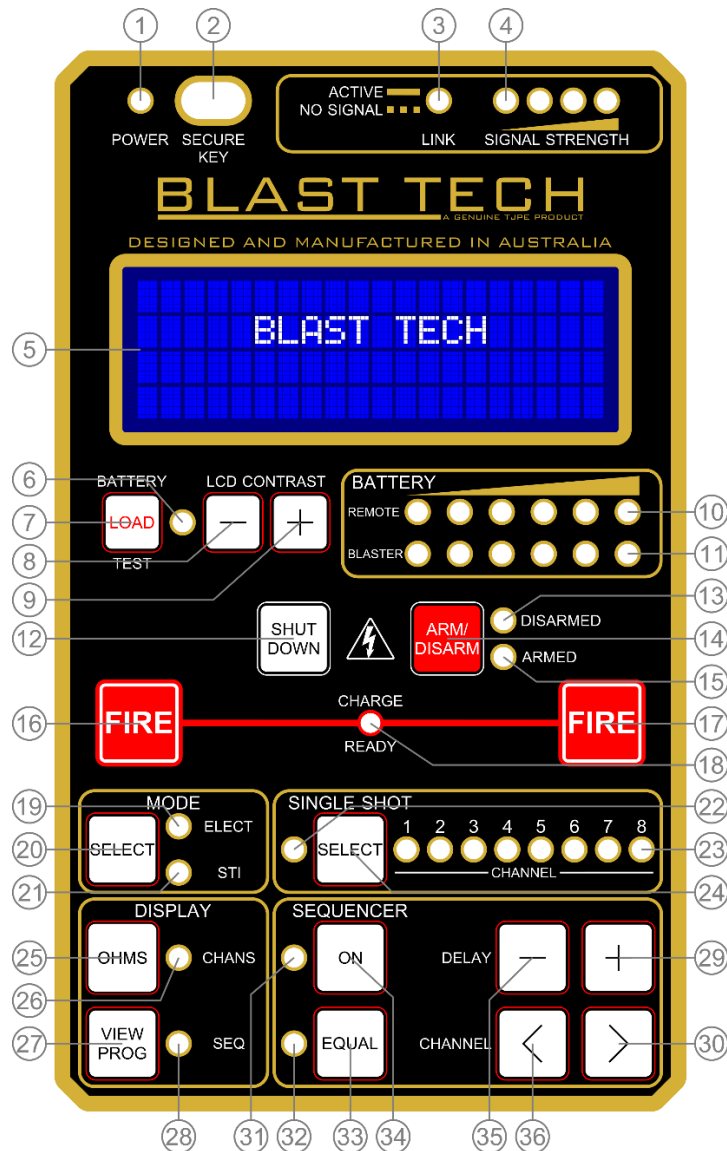 1 2 3 4
ACTIVE
NO SIGNAL
POWER SECURE KEY LINK SIGNAL STRENGTH
BLAST TECH
A GENUINE TJPE PRODUCT
DESIGNED AND MANUFACTURED IN AUSTRALIA
BLAST TECH
5
6 BATTERY LCD CONTRAST BATTERY
7 LOAD − + REMOTE 10
8 TEST BLASTER 11
9
12 SHUT DOWN ARM/ DISARM DISARMED 13
14
ARMED 15
CHARGE
16 FIRE FIRE 17
READY 18
MODE SINGLE SHOT
19 ELECT 1 2 3 4 5 6 7 8 22
20 SELECT SELECT 23
21 STI CHANNEL 24
DISPLAY SEQUENCER
25 OHMS CHANS ON DELAY − + 29
26
27 VIEW PROG SEQ EQUAL CHANNEL < > 30
28 31 32 33 34 35 36